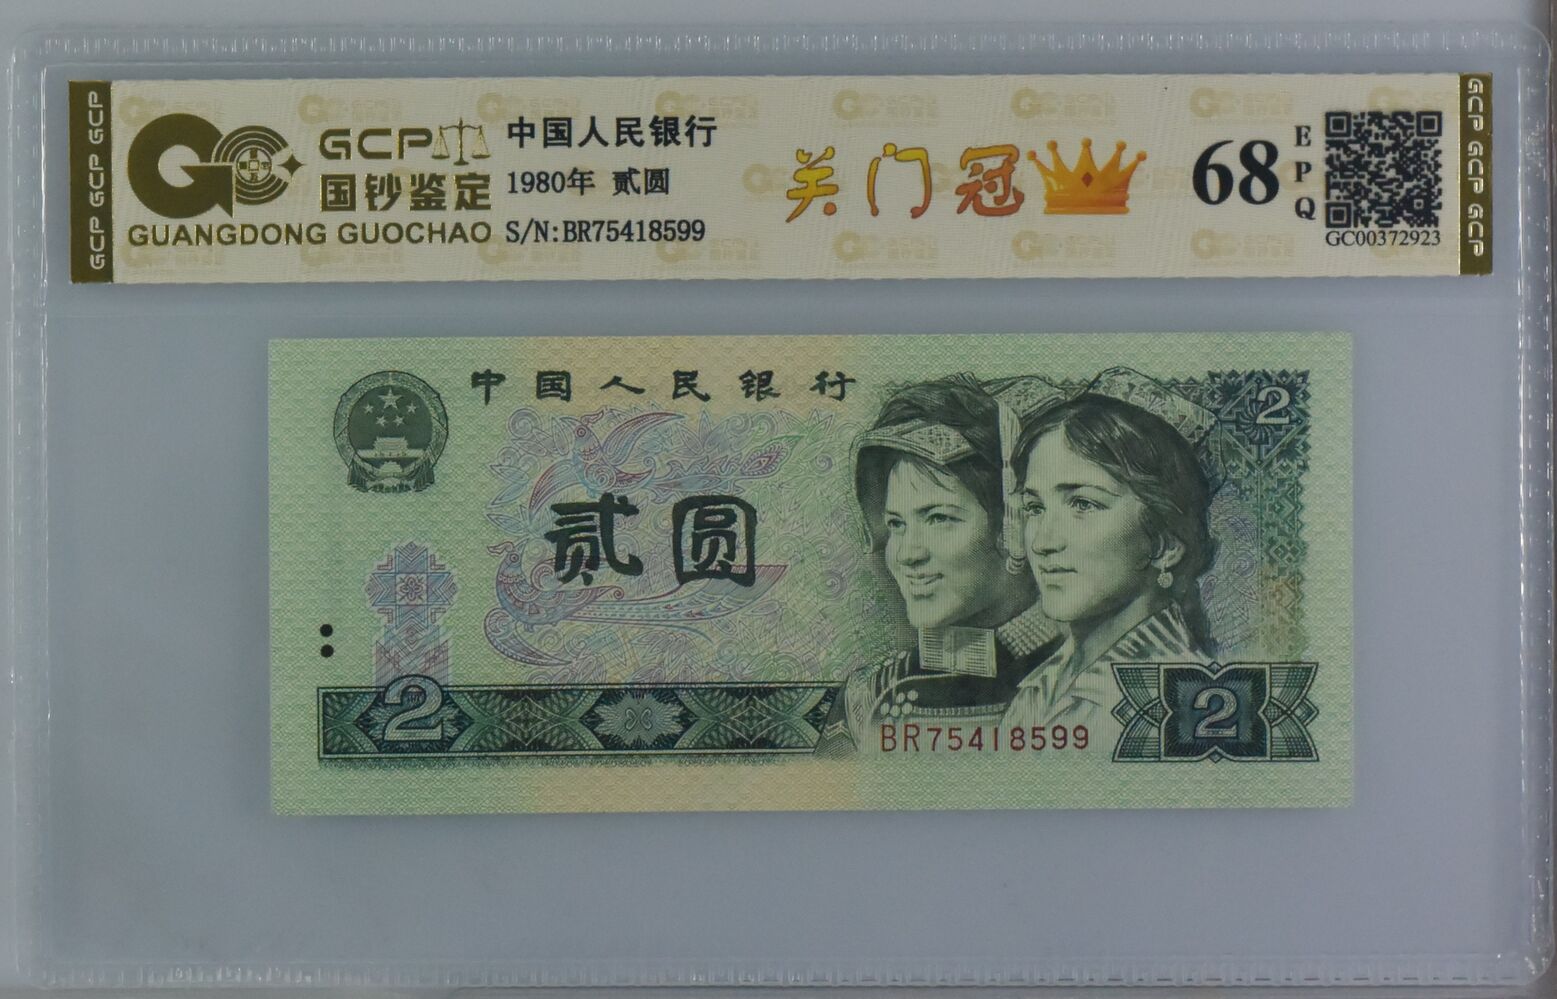 GCP GCP GCP
GCP
国钞鉴定
GUANGDONG GUOCHAO
中国人民银行
1980年 贰圆
S/N:BR75418599
关门冠
68
EPQ
GC00372923
GCP GCP GCP
中国人民银行
2
贰圆
2
BR75418599
2